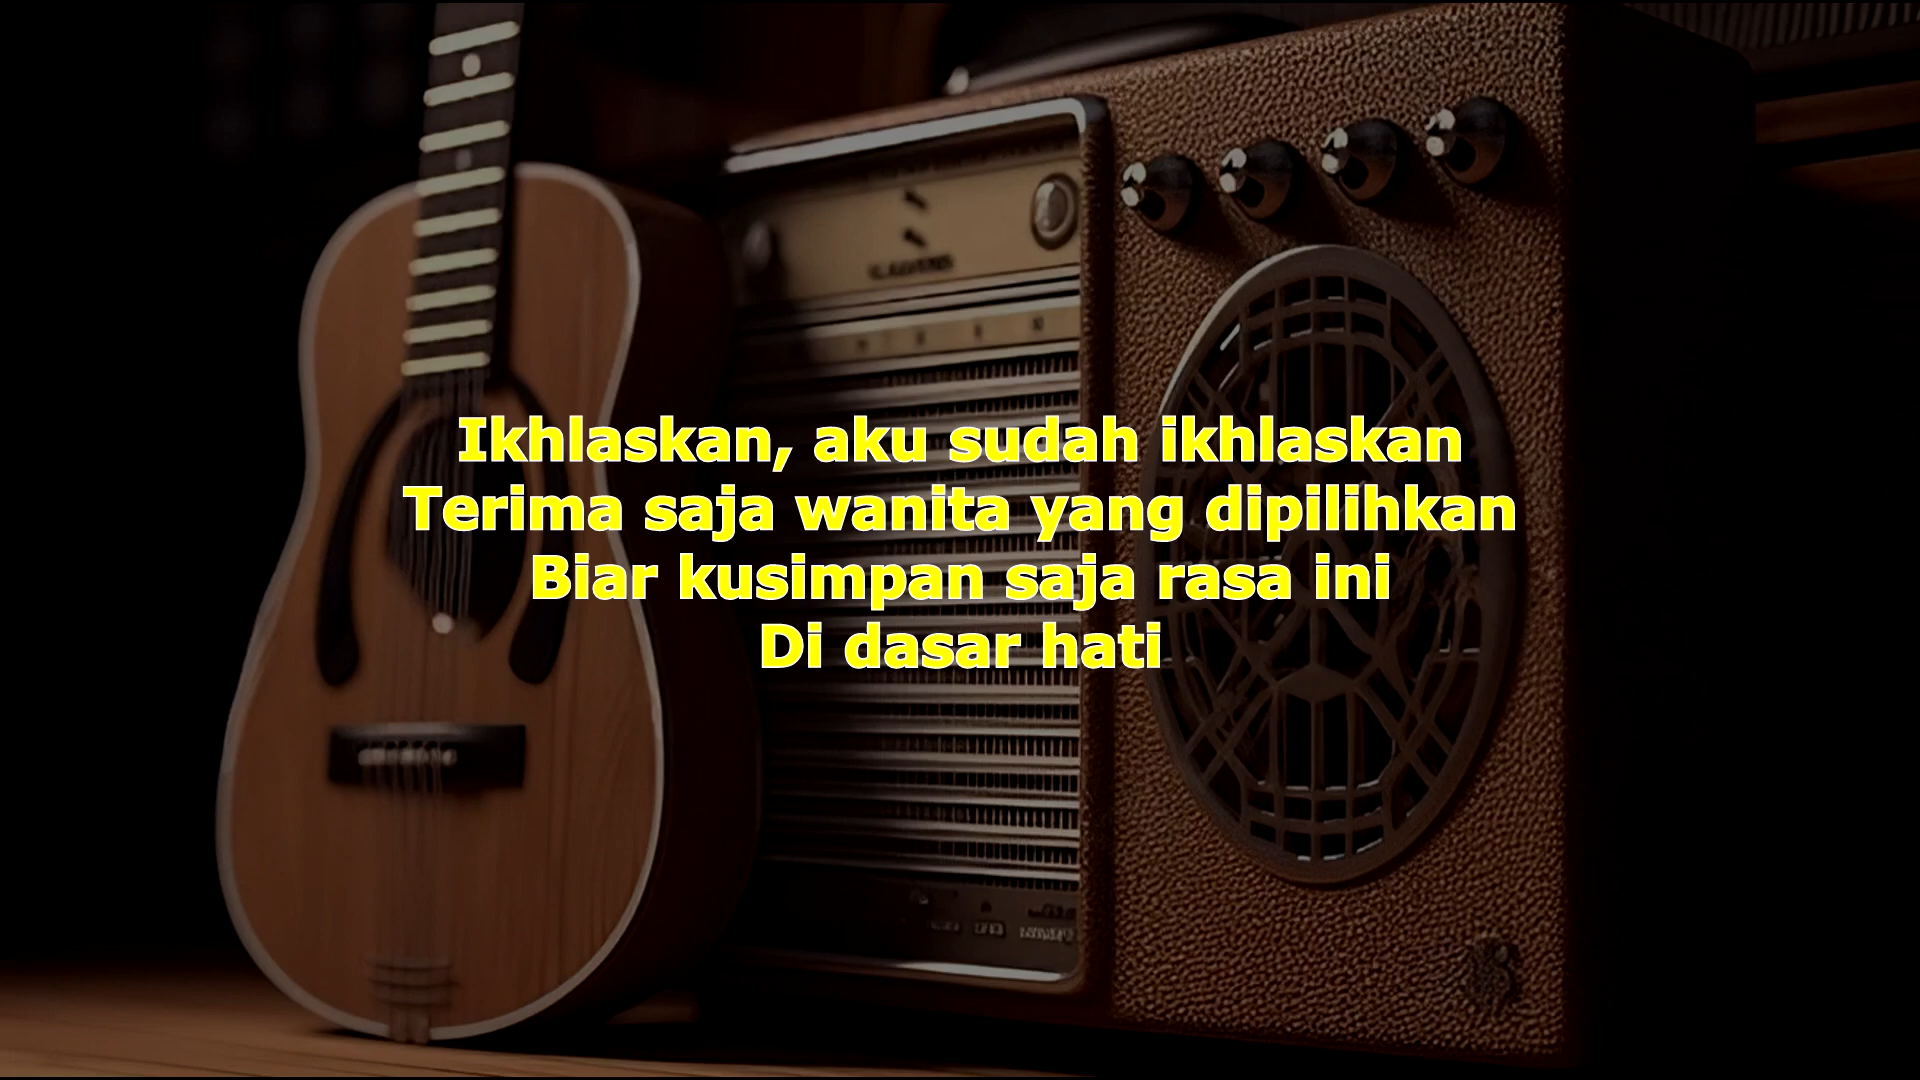 Ikhlaskan, aku sudah ikhlaskan
Terima saja wanita yang dipilihkan
Biar kusimpan saja rasa ini
Di dasar hati